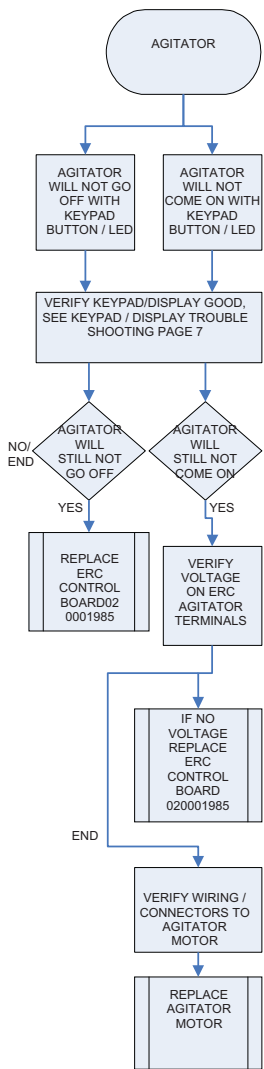 AGITATOR
AGITATOR
WILL NOT GO
OFF WITH
KEYPAD
BUTTON / LED
AGITATOR
WILL NOT
COME ON WITH
KEYPAD
BUTTON / LED
VERIFY KEYPAD/DISPLAY GOOD,
SEE KEYPAD / DISPLAY TROUBLE
SHOOTING PAGE 7
NO/
END
AGITATOR
WILL
STILL NOT
GO OFF
AGITATOR
WILL
STILL NOT
COME ON
YES
YES
REPLACE
ERC
CONTROL
BOARD02
0001985
VERIFY
VOLTAGE
ON ERC
AGITATOR
TERMINALS
IF NO
VOLTAGE
REPLACE
ERC
CONTROL
BOARD
020001985
END
VERIFY WIRING /
CONNECTORS TO
AGITATOR
MOTOR
REPLACE
AGITATOR
MOTOR